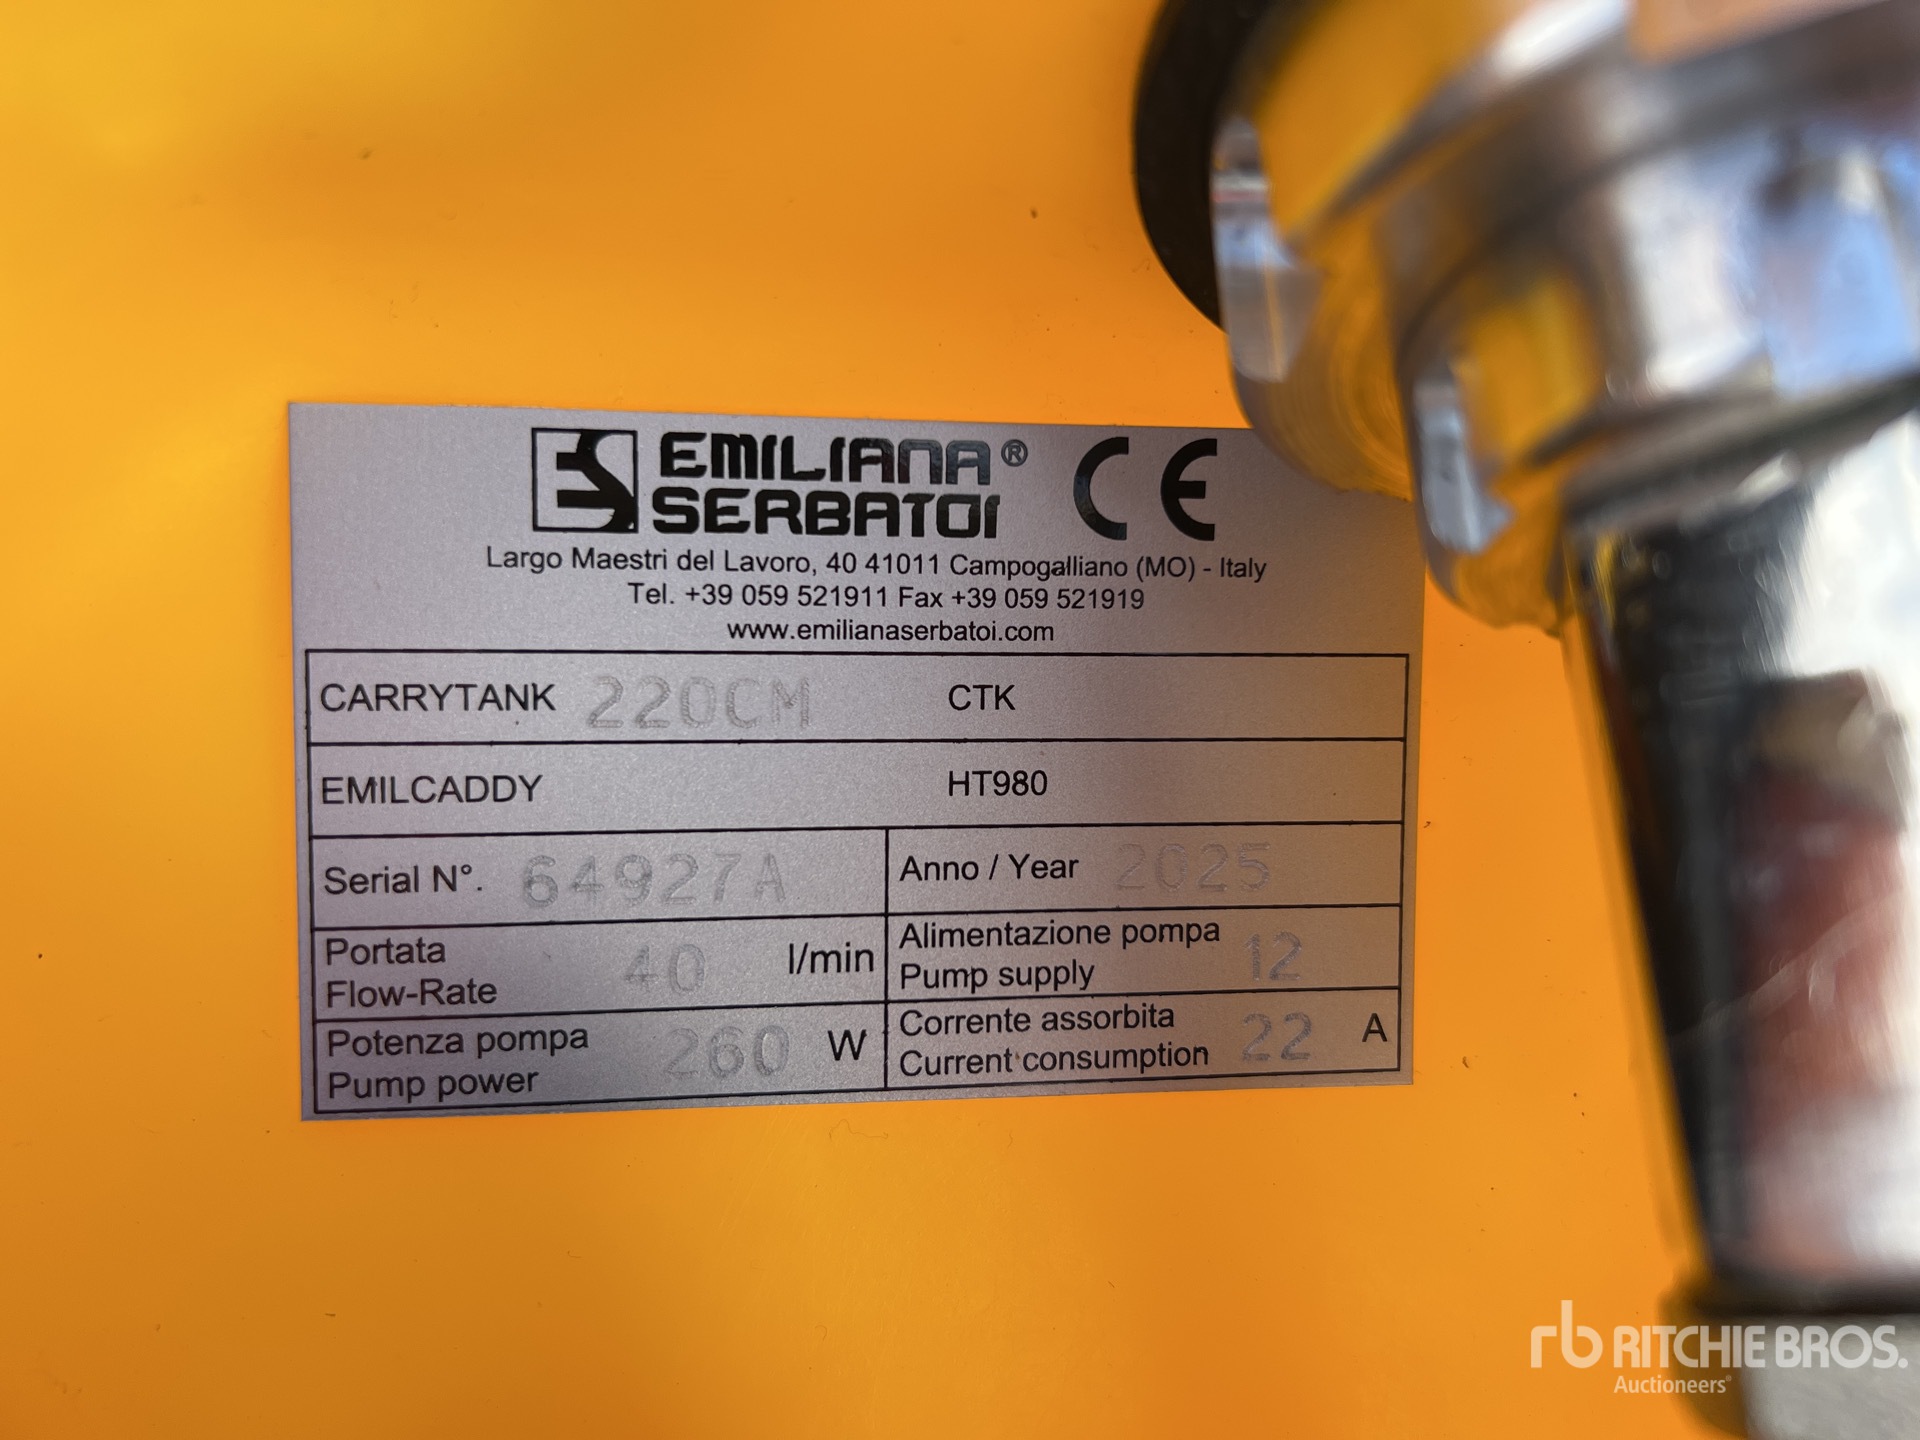 EMILIANA®
SERBATOI
CE
Largo Maestri del Lavoro, 40 41011 Campogalliano (MO) - Italy
Tel. +39 059 521911 Fax +39 059 521919
www.emilianaserbatoi.com
CARRYTANK 220CM CTK
EMILCADDY HT980
Serial N°. 64927A Anno / Year 2025
Portata
Flow-Rate 40 l/min
Alimentazione pompa
Pump supply 12
Potenza pompa
Pump power 260 W
Corrente assorbita
Current consumption 22 A
rb RITCHIE BROS.
Auctioneers®